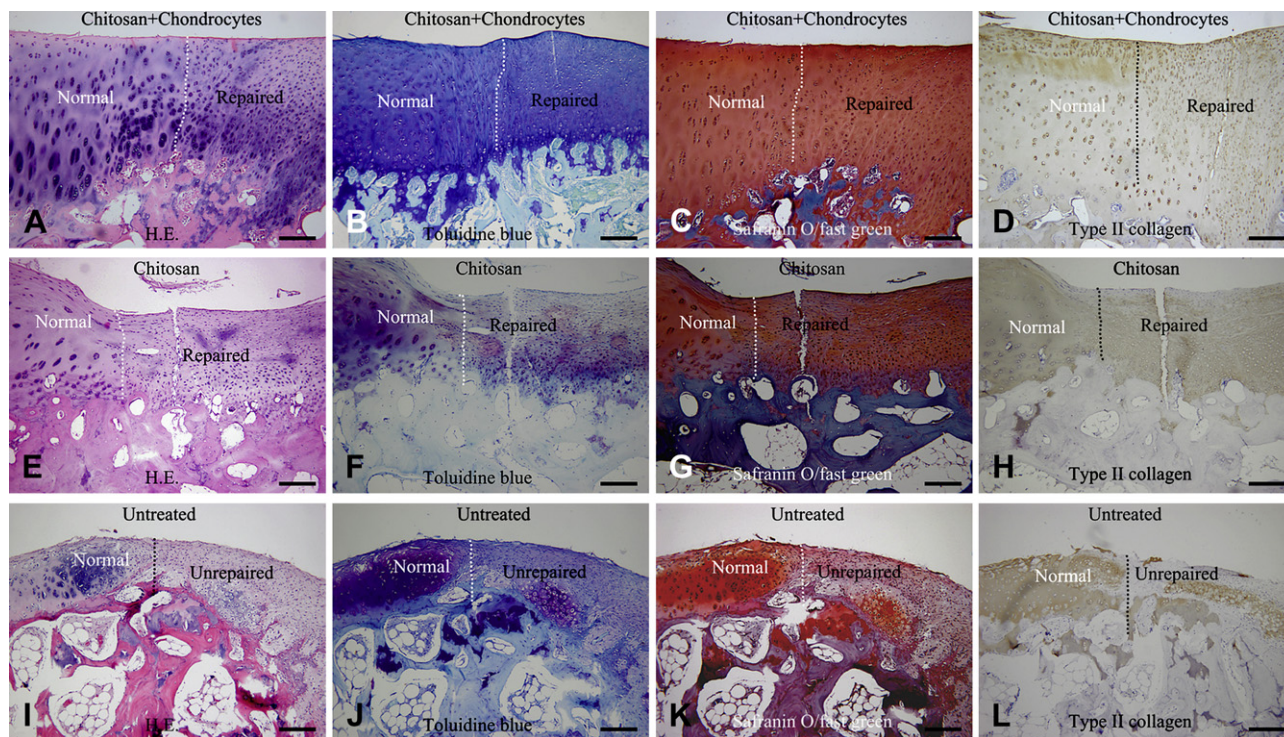 Chitosan+Chondrocytes
Normal
Repaired
A
H.E.
Chitosan+Chondrocytes
Normal
Repaired
B
Toluidine blue
Chitosan+Chondrocytes
Normal
Repaired
C
Safranin O/fast green
Chitosan+Chondrocytes
Normal
Repaired
D
Type II collagen
Chitosan
Normal
Repaired
E
H.E.
Chitosan
Normal
Repaired
F
Toluidine blue
Chitosan
Normal
Repaired
G
Safranin O/fast green
Chitosan
Normal
Repaired
H
Type II collagen
Untreated
Normal
Unrepaired
I
H.E.
Untreated
Normal
Unrepaired
J
Toluidine blue
Untreated
Normal
Unrepaired
K
Safranin O/fast green
Untreated
Normal
Unrepaired
L
Type II collagen